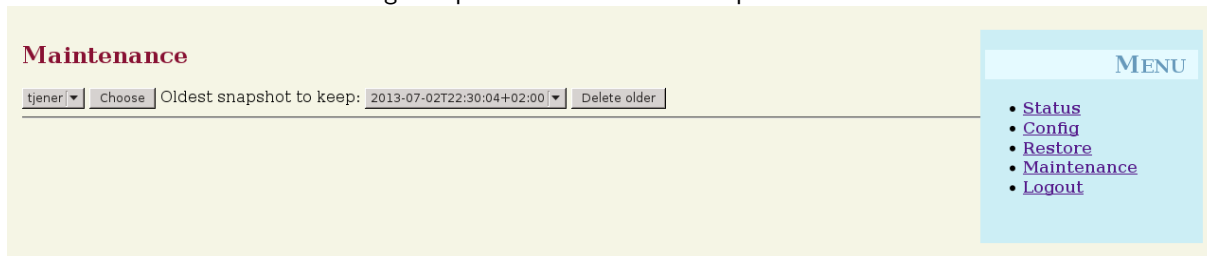 Maintenance
tjener Choose Oldest snapshot to keep: 2013-07-02T22:30:04+02:00 Delete older
MENU
Status
Config
Restore
Maintenance
Logout